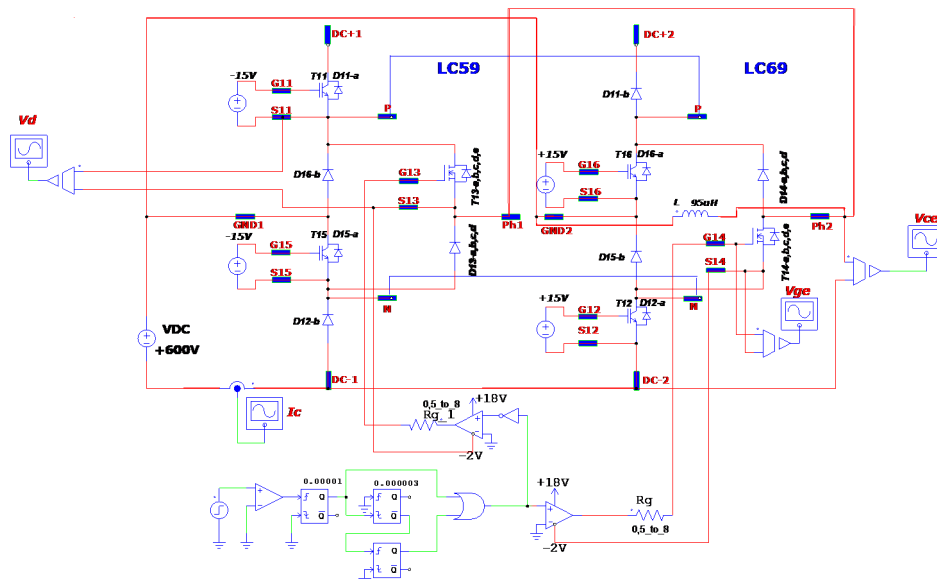 DC+1
DC+2
LC59
LC69
-15V
G11
T11
D11-a
S11
P
D11-b
P
Vd
+15V
G16
T16
D16-a
S16
D16-b
G13
S13
T13-a,b,c,d,e
D14-a,b,c,d
L
95uH
GND1
Ph1
GND2
Ph2
Vce
-15V
G15
T15
D15-a
S15
D13-a,b,c,d
D15-b
G14
S14
T14-a,b,c,d,e
N
N
Vge
+15V
G12
T12
D12-a
S12
D12-b
VDC
+600V
DC-1
DC-2
Ic
0,5_to_8
Rg_1
+18V
-2V
0.00001
0.000003
Q
Q
Q
Q
Q
Q
+18V
-2V
Rg
0,5_to_8